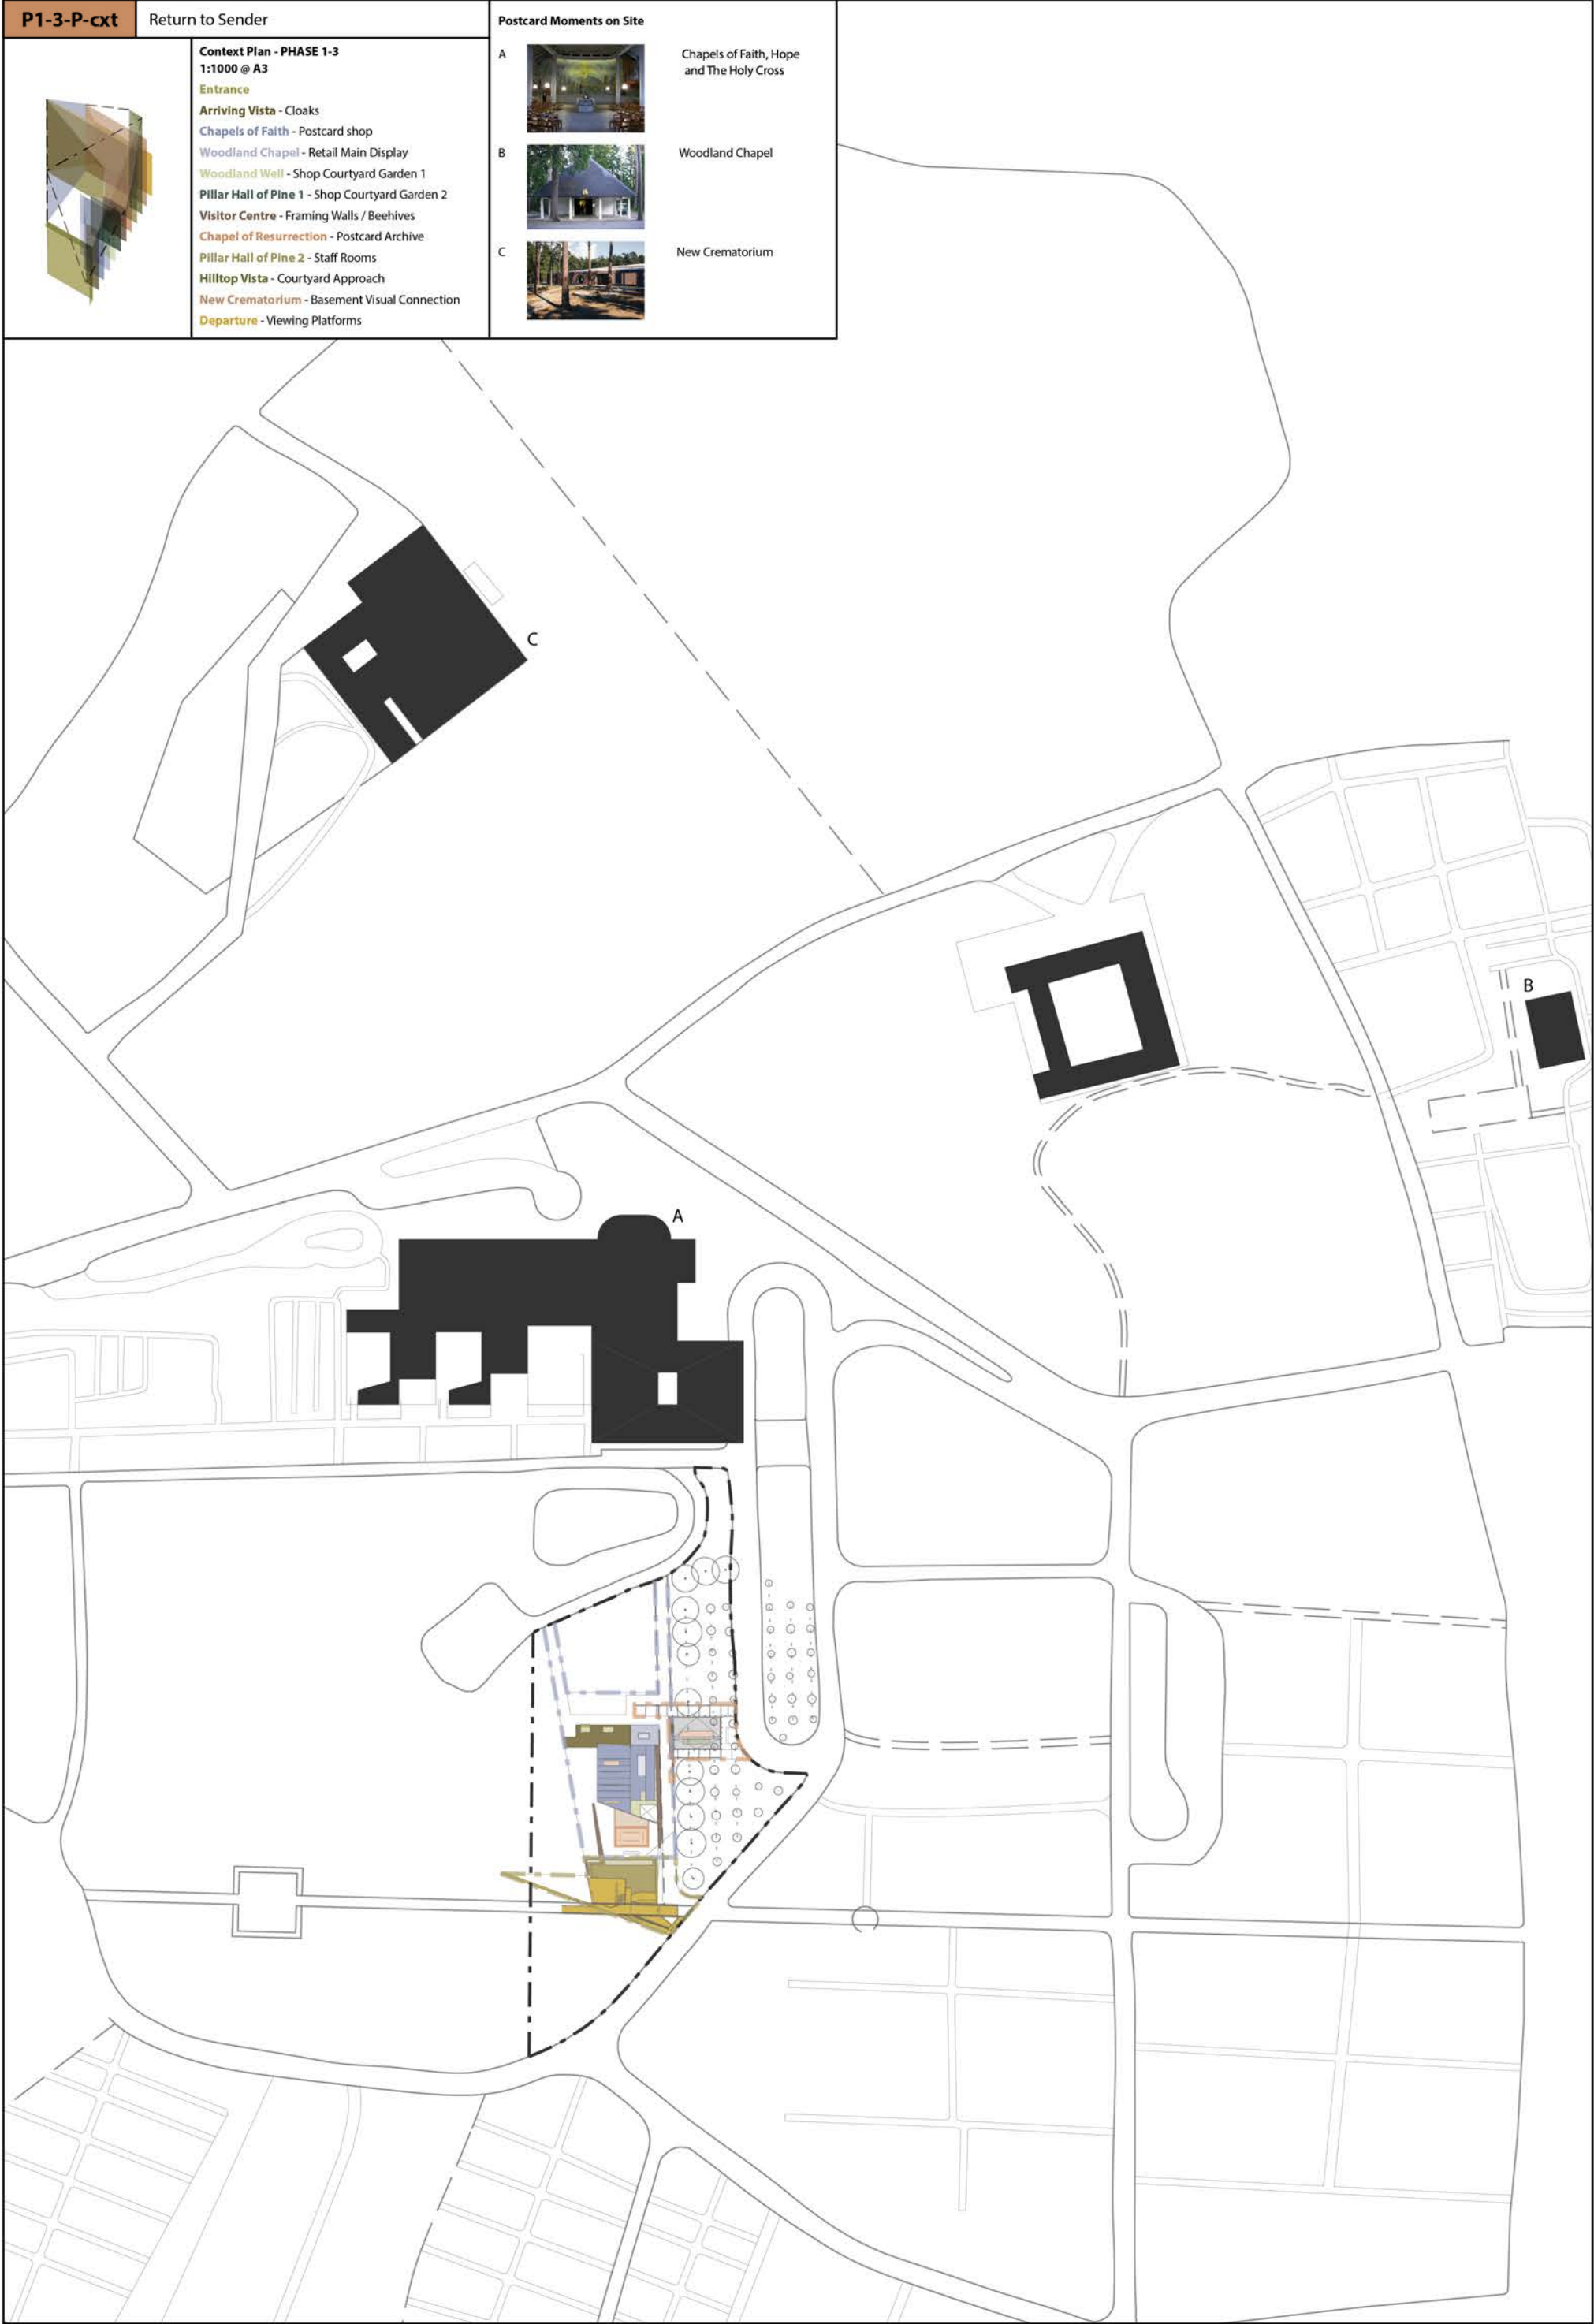 P1-3-P-cxt
Return to Sender
Context Plan - PHASE 1-3
1:1000 @ A3
Entrance
Arriving Vista - Cloaks
Chapels of Faith - Postcard shop
Woodland Chapel - Retail Main Display
Woodland Well - Shop Courtyard Garden 1
Pillar Hall of Pine 1 - Shop Courtyard Garden 2
Visitor Centre - Framing Walls / Beehives
Chapel of Resurrection - Postcard Archive
Pillar Hall of Pine 2 - Staff Rooms
Hilltop Vista - Courtyard Approach
New Crematorium - Basement Visual Connection
Departure - Viewing Platforms
Postcard Moments on Site
A
Chapels of Faith, Hope
and The Holy Cross
B
Woodland Chapel
C
New Crematorium
C
B
A